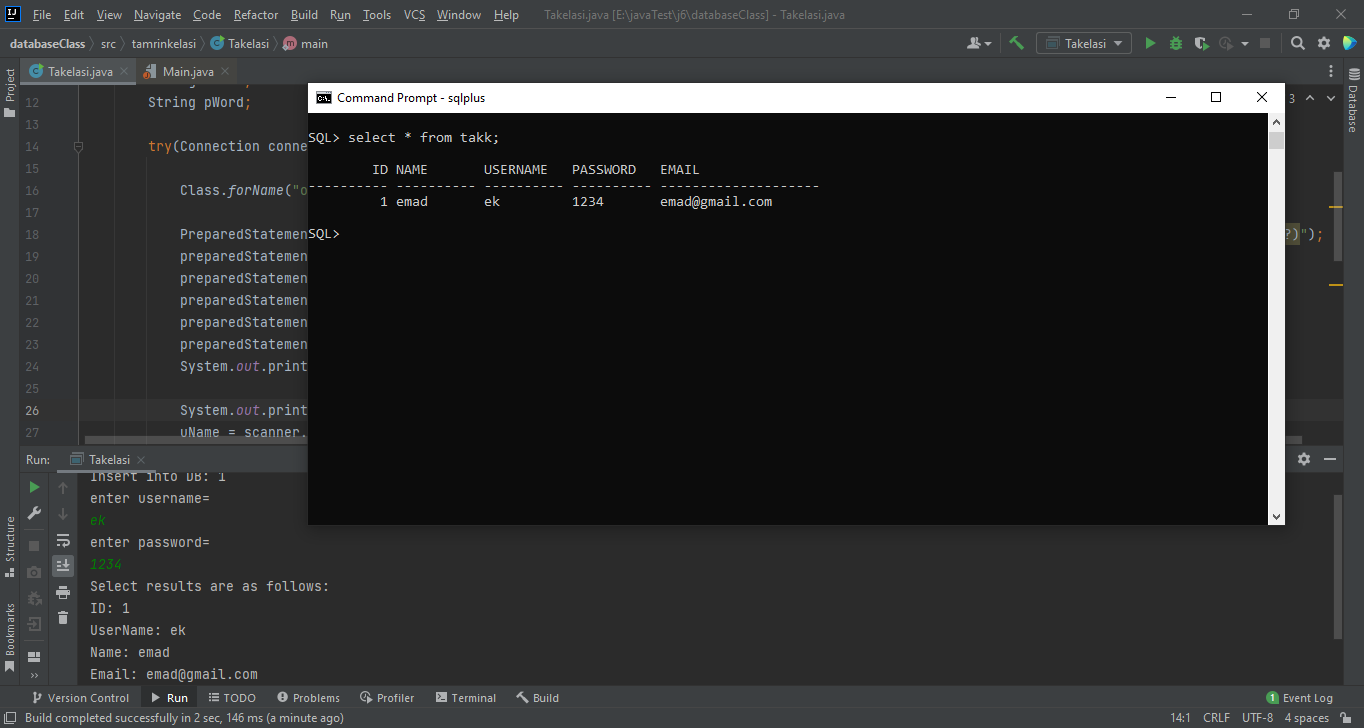 File Edit View Navigate Code Refactor Build Run Tools VCS Window Help Takelasi.java [E:\javaTest\j6\databaseClass] - Takelasi.java
databaseClass src tamrinkelasi Takelasi main Takelasi
Project Takelasi.java Main.java
Database
Command Prompt - sqlplus
3
12 String pWord;
13
14 try(Connection conne
15
16 Class.forName("o
17
18 PreparedStatemen ?)");
19 preparedStatemen
20 preparedStatemen
21 preparedStatemen
22 preparedStatemen
23 preparedStatemen
24 System.out.print
25
26 System.out.print
27 uName = scanner.
SQL> select * from takk;
ID NAME USERNAME PASSWORD EMAIL
---------- ---------- ---------- ---------- --------------------
1 emad ek 1234 emad@gmail.com
SQL>
Run: Takelasi
Insert into DB: 1
enter username=
ek
enter password=
1234
Select results are as follows:
ID: 1
UserName: ek
Name: emad
Email: emad@gmail.com
Structure
Bookmarks
Version Control Run TODO Problems Profiler Terminal Build 1 Event Log
Build completed successfully in 2 sec, 146 ms (a minute ago) 14:1 CRLF UTF-8 4 spaces